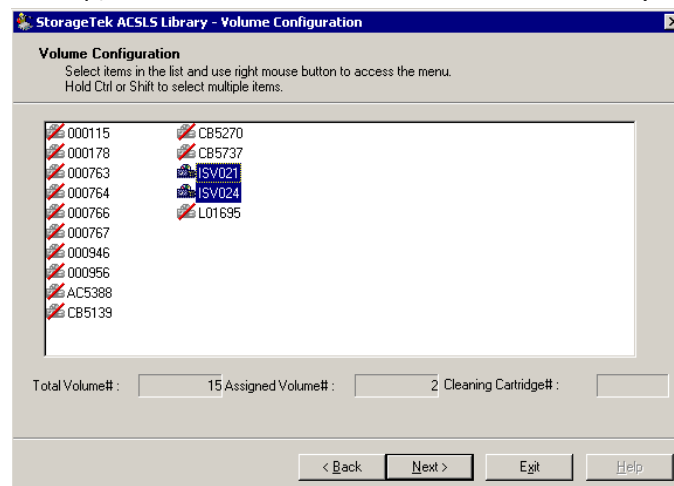 StorageTek ACSLS Library - Volume Configuration
Volume Configuration
Select items in the list and use right mouse button to access the menu.
Hold Ctrl or Shift to select multiple items.
000115
000178
000763
000764
000766
000767
000946
000956
AC5388
CB5139
CB5270
CB5737
ISV021
ISV024
L01695
Total Volume# : 15 Assigned Volume# : 2 Cleaning Cartridge# :
< Back Next > Exit Help